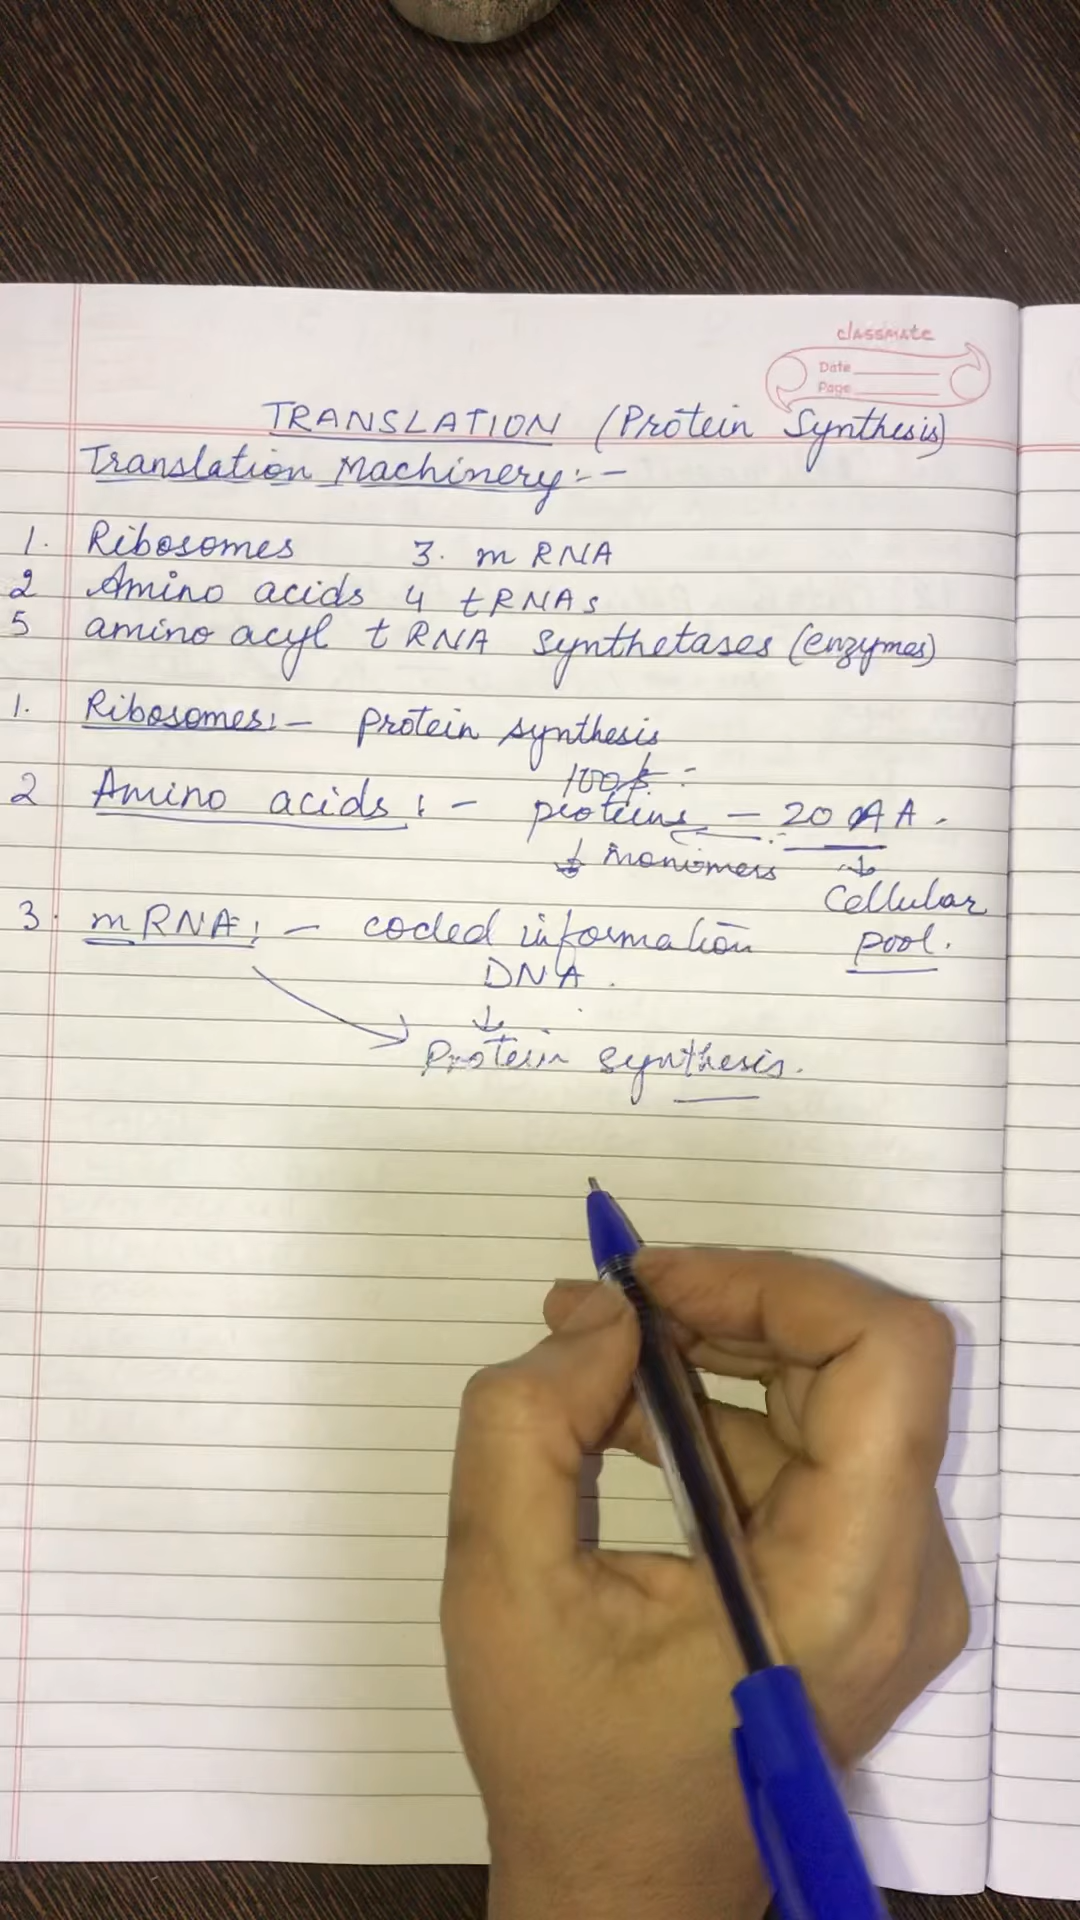 classmate
Date
Page
TRANSLATION (Protein Synthesis)
Translation Machinery:-
1. Ribosomes 3. mRNA
2 Amino acids 4 tRNAs
5 amino acyl tRNA synthetases (enzymes)
1. Ribosomes:- Protein synthesis
100s
2 Amino acids:- proteins - 20 AA.
↓ monomers ↓
Cellular
3. mRNA:- coded information pool.
DNA.
↓
Protein synthesis.